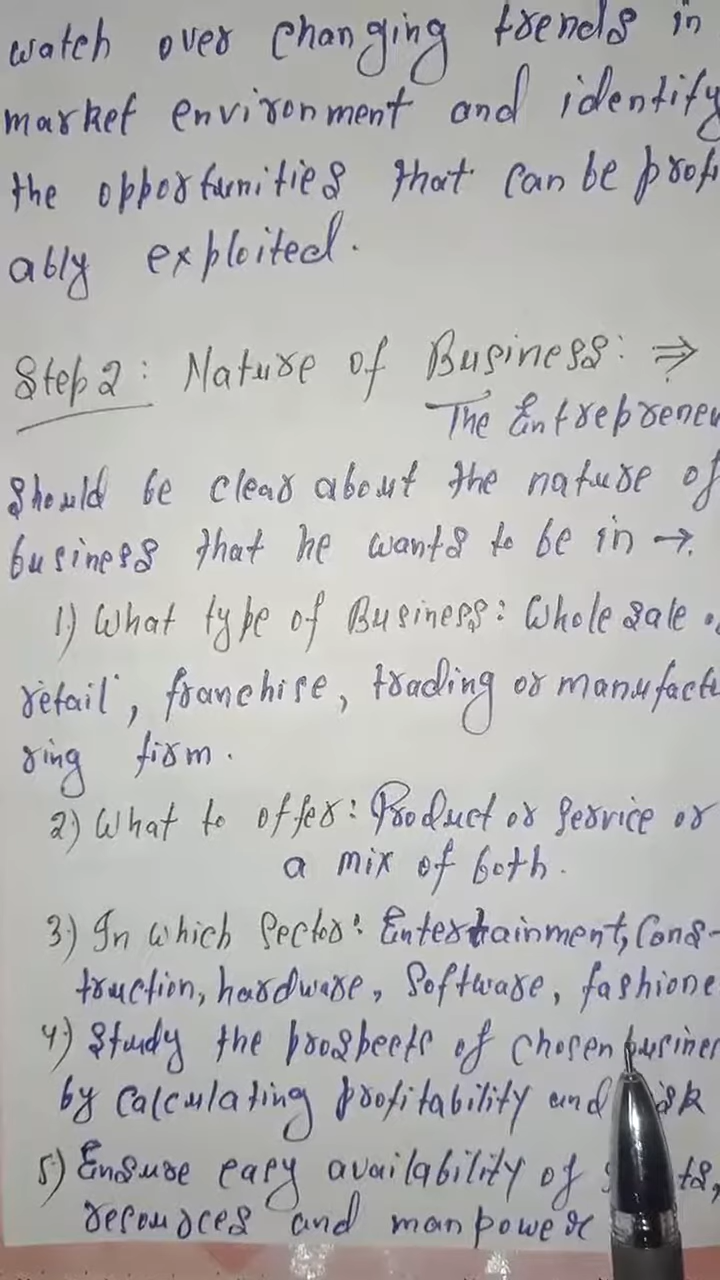 watch over changing trends in
market environment and identify
the opportunities that can be profi
ably exploited.
Step 2: Nature of Business: ⇒
The Entrepreneu
should be clear about the nature of
business that he wants to be in →.
1) What type of Business: Wholesale
retail, franchise, trading or manufactu
ring firm.
2) What to offer: Product or Service or
a mix of both.
3) In which Sector: Entertainment, Cons-
truction, hardware, Software, fashione
4) Study the prospects of chosen busines
by calculating profitability and
5) Ensure easy availability of
resources and manpower